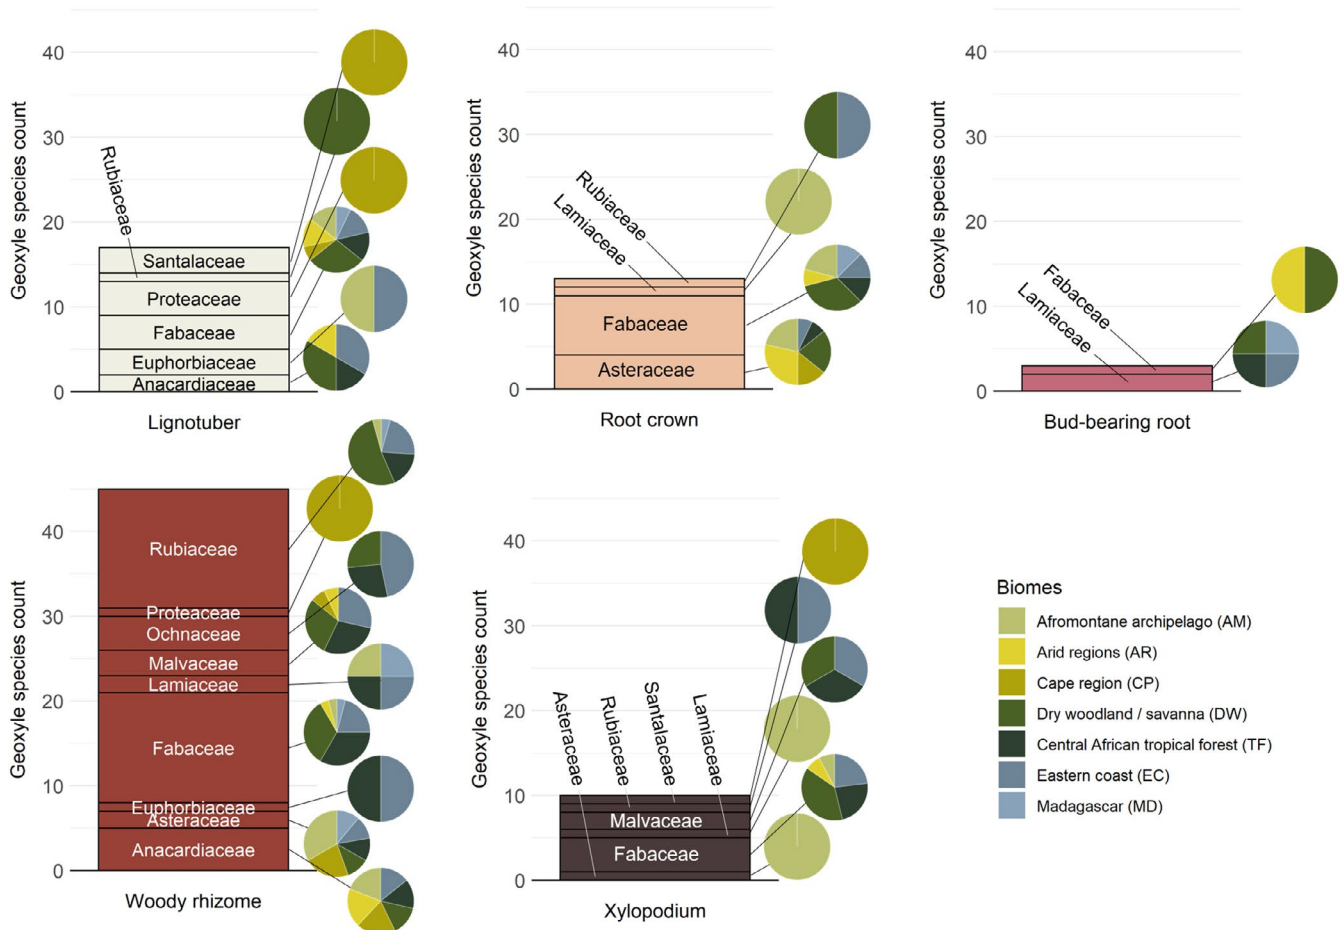 Geoxyle species count
40
30
20
10
0
Rubiaceae
Santalaceae
Proteaceae
Fabaceae
Euphorbiaceae
Anacardiaceae
Lignotuber
Geoxyle species count
40
30
20
10
0
Rubiaceae
Lamiaceae
Fabaceae
Asteraceae
Root crown
Geoxyle species count
40
30
20
10
0
Fabaceae
Lamiaceae
Bud-bearing root
Geoxyle species count
40
30
20
10
0
Rubiaceae
Proteaceae
Ochnaceae
Malvaceae
Lamiaceae
Fabaceae
Euphorbiaceae
Asteraceae
Anacardiaceae
Woody rhizome
Geoxyle species count
40
30
20
10
0
Asteraceae
Rubiaceae
Santalaceae
Lamiaceae
Malvaceae
Fabaceae
Xylopodium
Biomes
Afromontane archipelago (AM)
Arid regions (AR)
Cape region (CP)
Dry woodland / savanna (DW)
Central African tropical forest (TF)
Eastern coast (EC)
Madagascar (MD)